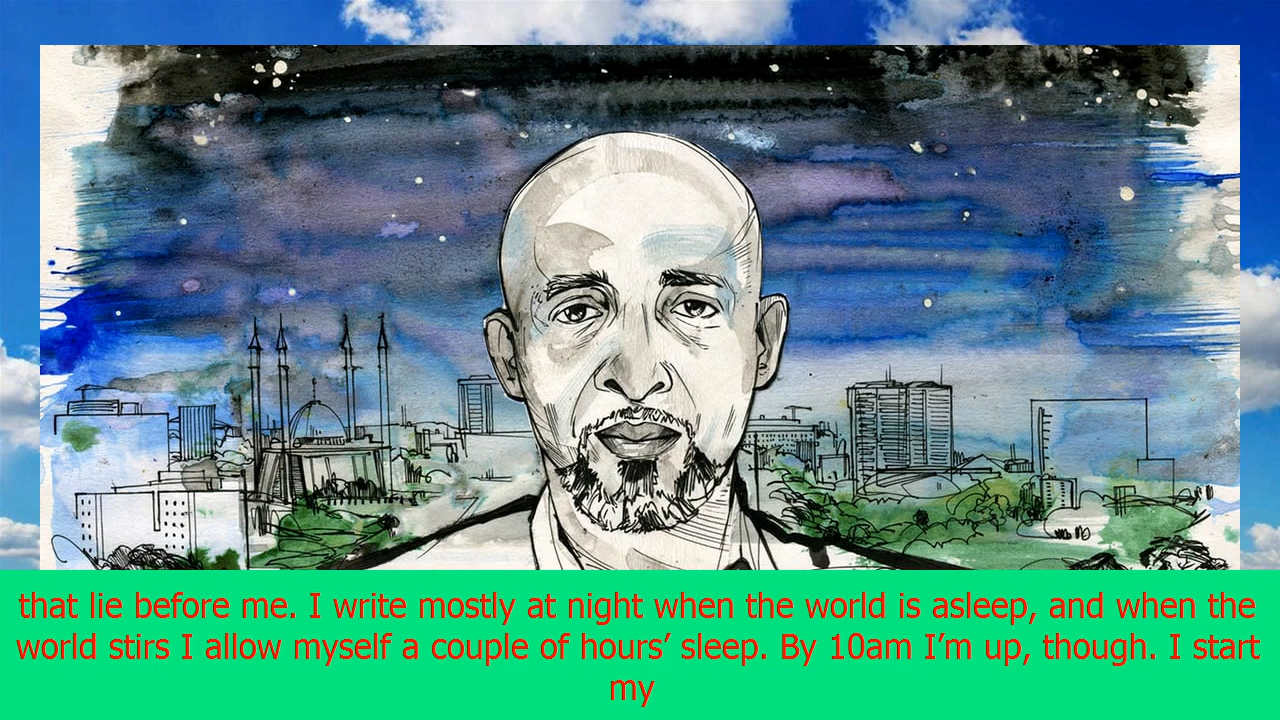 that lie before me. I write mostly at night when the world is asleep, and when the
world stirs I allow myself a couple of hours’ sleep. By 10am I’m up, though. I start
my